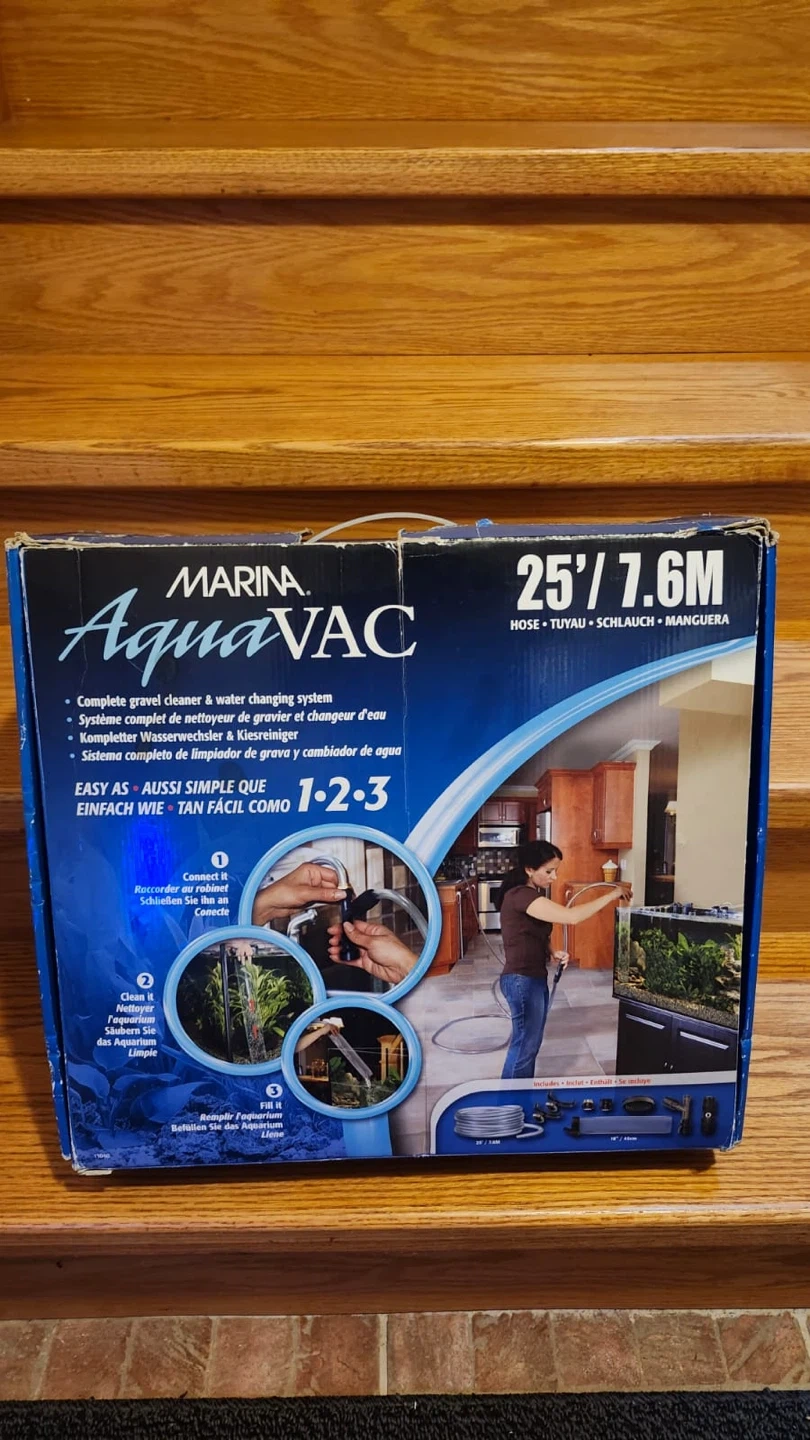 MARINA®
AquaVAC
25'/ 7.6M
HOSE • TUYAU • SCHLAUCH • MANGUERA
• Complete gravel cleaner & water changing system
• Système complet de nettoyeur de gravier et changeur d'eau
• Kompletter Wasserwechsler & Kiesreiniger
• Sistema completo de limpiador de grava y cambiador de agua
EASY AS • AUSSI SIMPLE QUE
EINFACH WIE • TAN FÁCIL COMO 1•2•3
1
Connect it
Raccorder au robinet
Schließen Sie ihn an
Conecte
2
Clean it
Nettoyer
l'aquarium
Säubern Sie
das Aquarium
Limpie
3
Fill it
Remplir l'aquarium
Befüllen Sie das Aquarium
Llene
Includes • Inclut • Enthält • Se incluye
25' / 7.6M
18" / 45cm